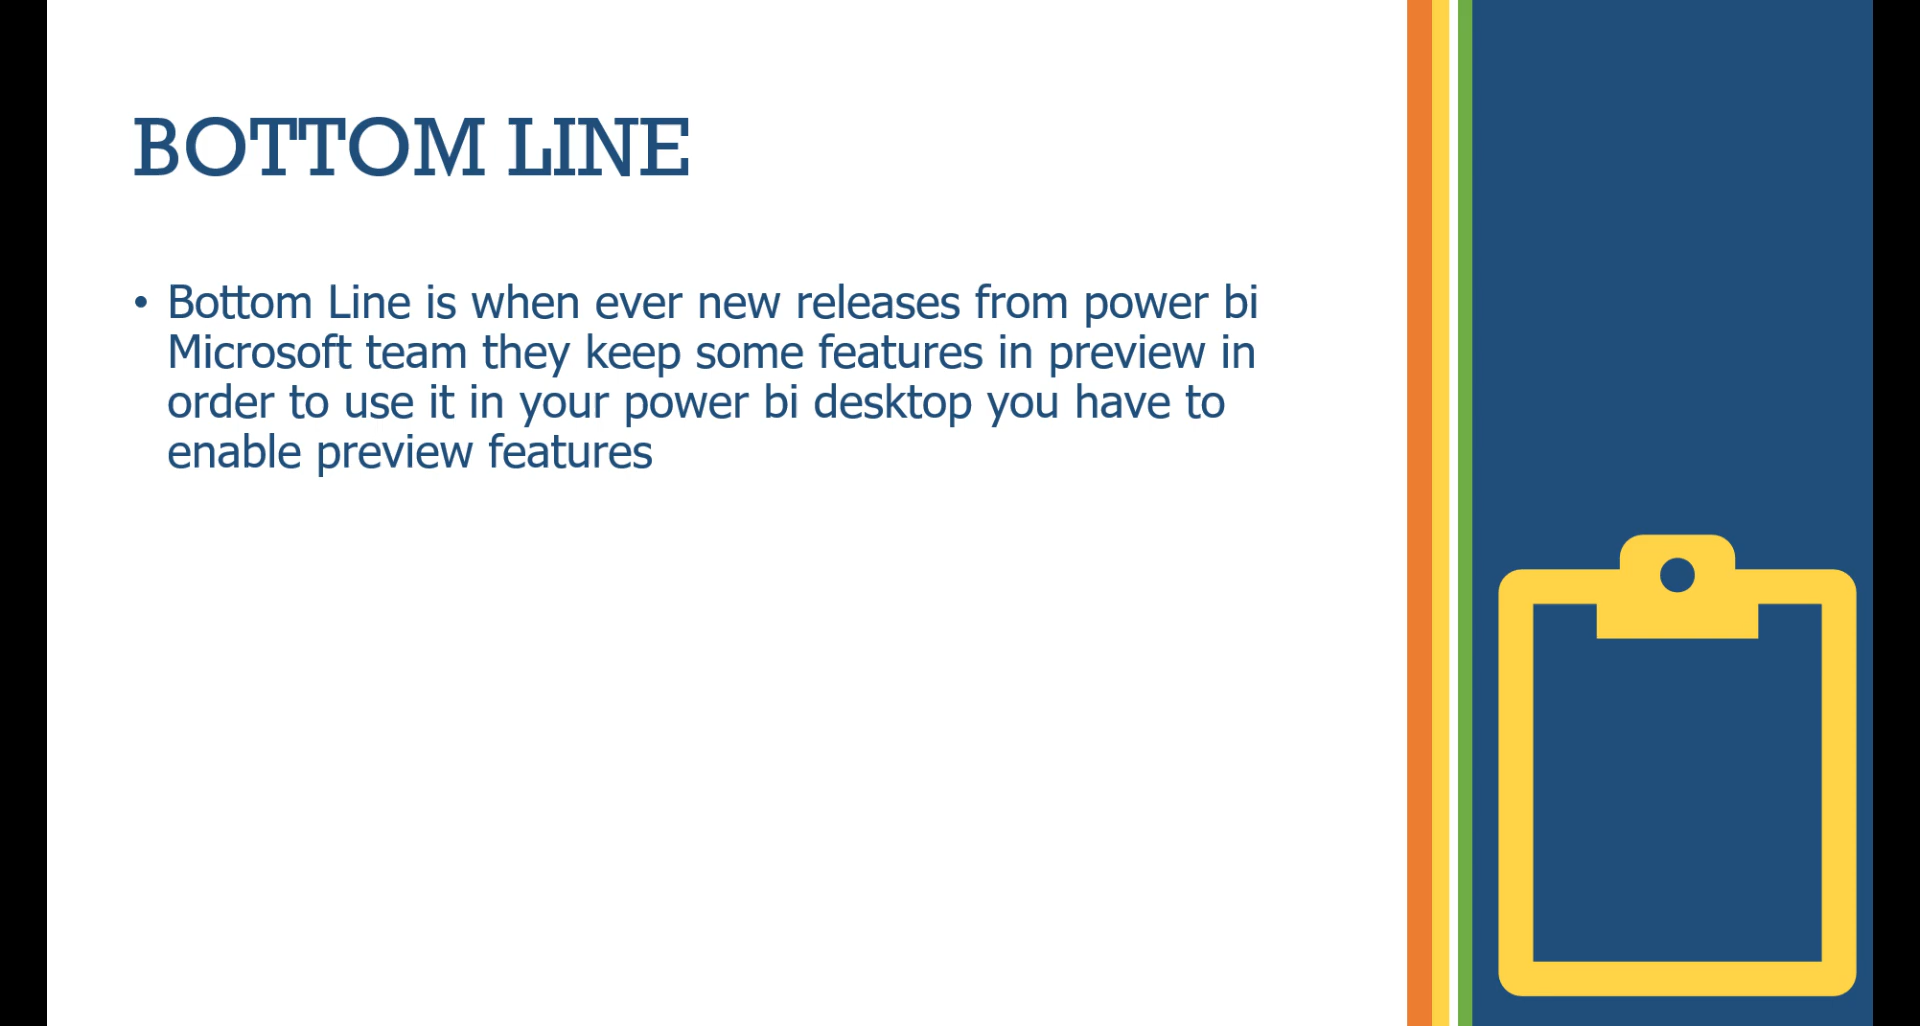 BOTTOM LINE
• Bottom Line is when ever new releases from power bi
Microsoft team they keep some features in preview in
order to use it in your power bi desktop you have to
enable preview features